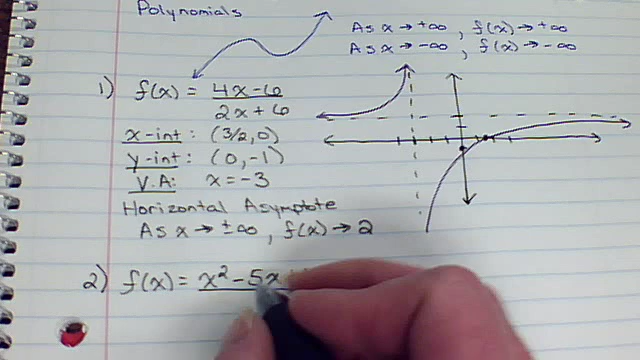 Polynomials
As x → +∞, f(x) → +∞
As x → -∞, f(x) → -∞
1) f(x) = 4x-6
2x+6
x-int: (3/2, 0)
y-int: (0, -1)
V.A: x = -3
Horizontal Asymptote
As x → ±∞, f(x) → 2
2) f(x) = x² - 5x